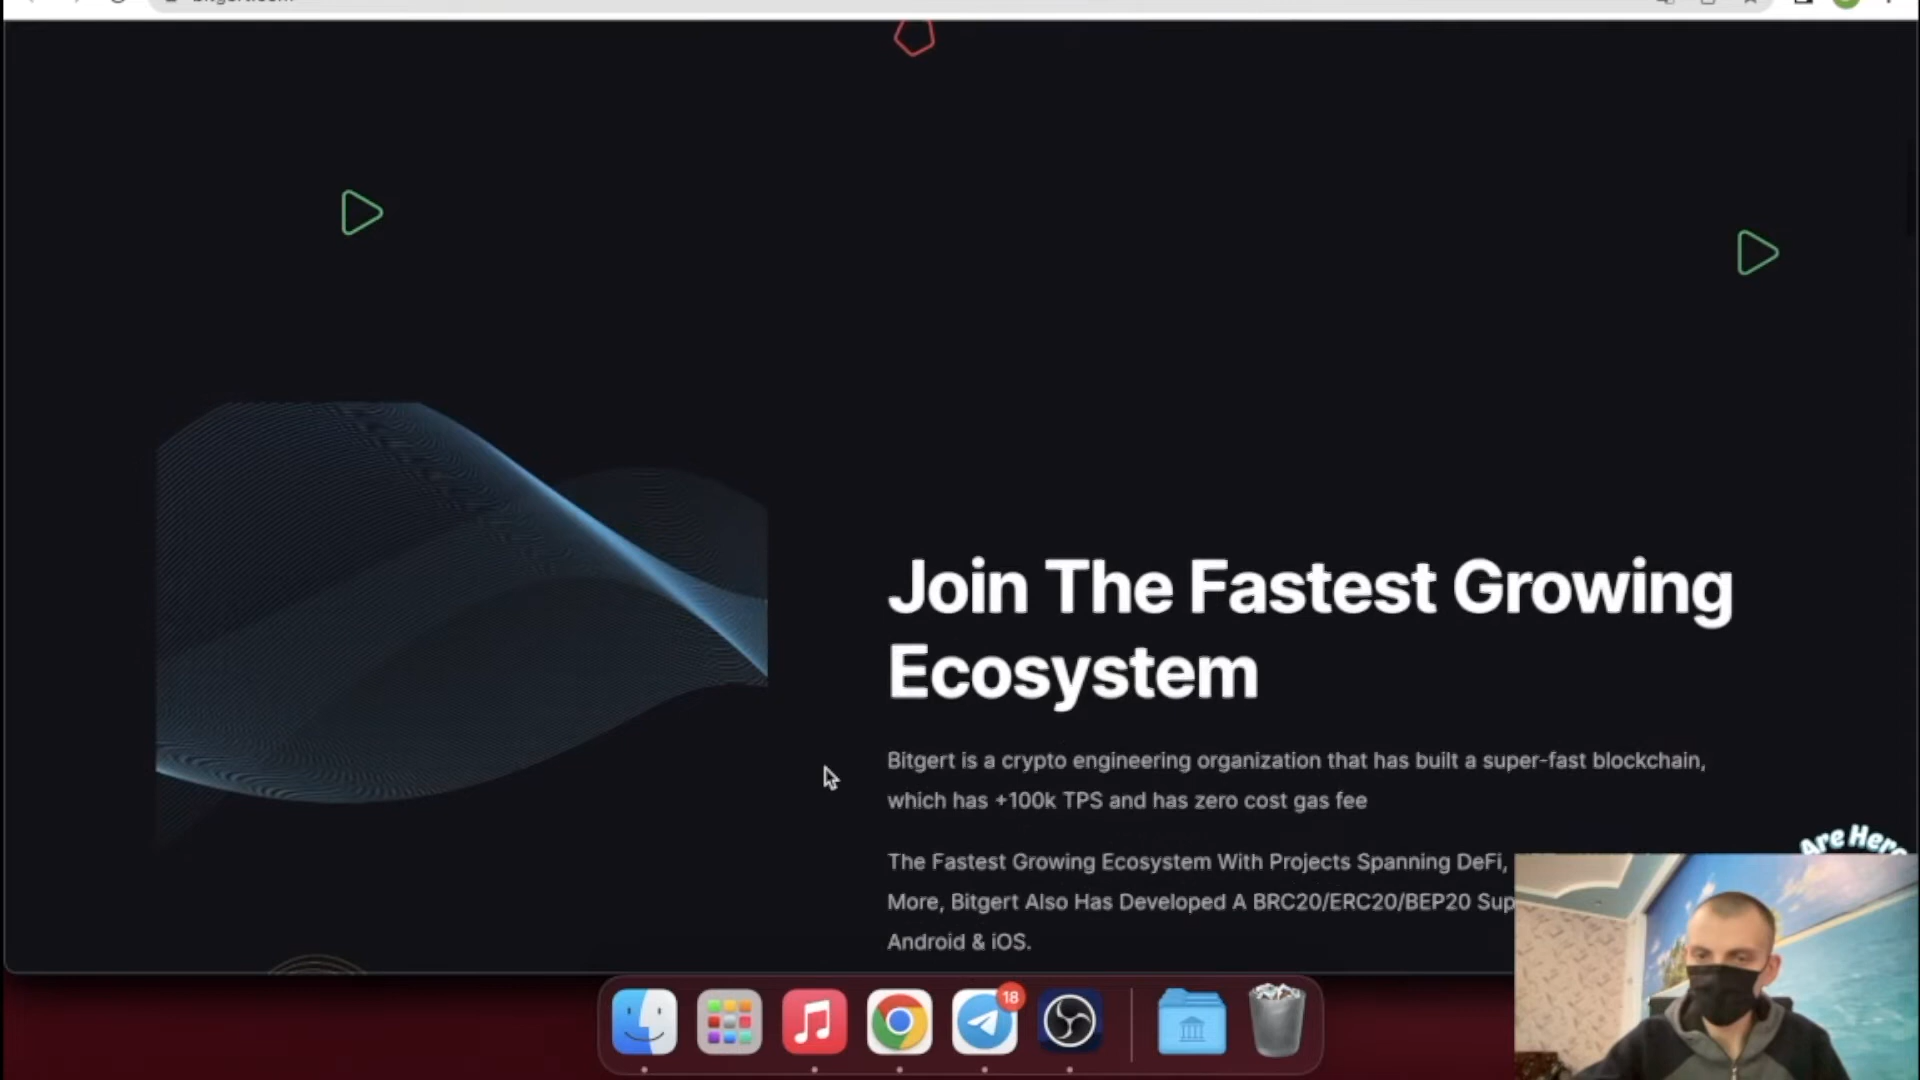 Join The Fastest Growing
Ecosystem
Bitgert is a crypto engineering organization that has built a super-fast blockchain,
which has +100k TPS and has zero cost gas fee
The Fastest Growing Ecosystem With Projects Spanning DeFi,
More, Bitgert Also Has Developed A BRC20/ERC20/BEP20 Sup
Android & iOS.
Are Here
18